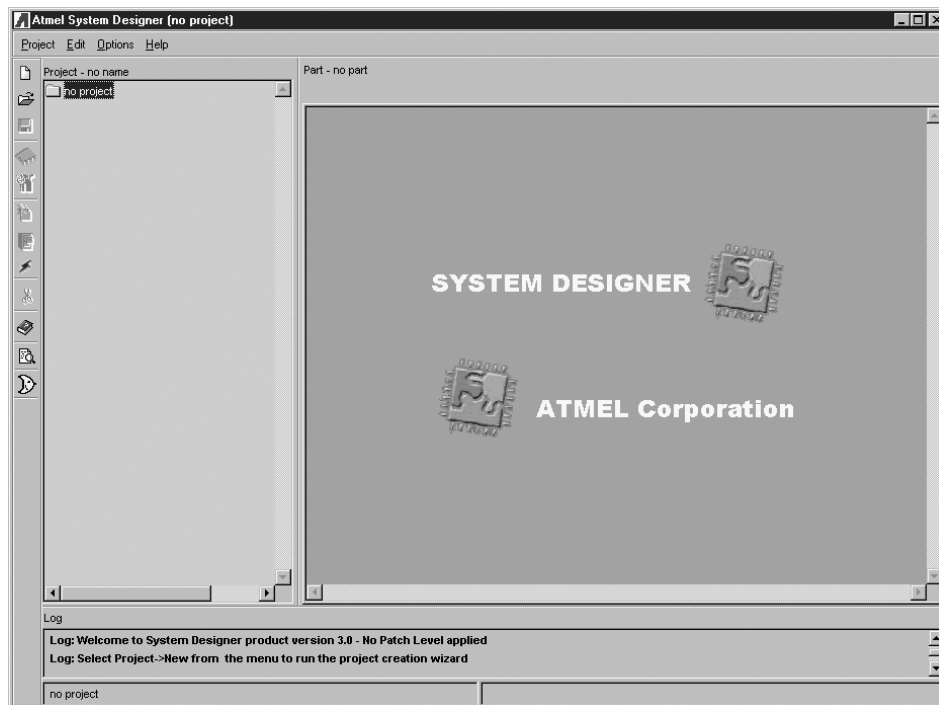 Atmel System Designer (no project)
Project Edit Options Help
Project - no name
no project
Part - no part
SYSTEM DESIGNER
ATMEL Corporation
Log
Log: Welcome to System Designer product version 3.0 - No Patch Level applied
Log: Select Project->New from the menu to run the project creation wizard
no project